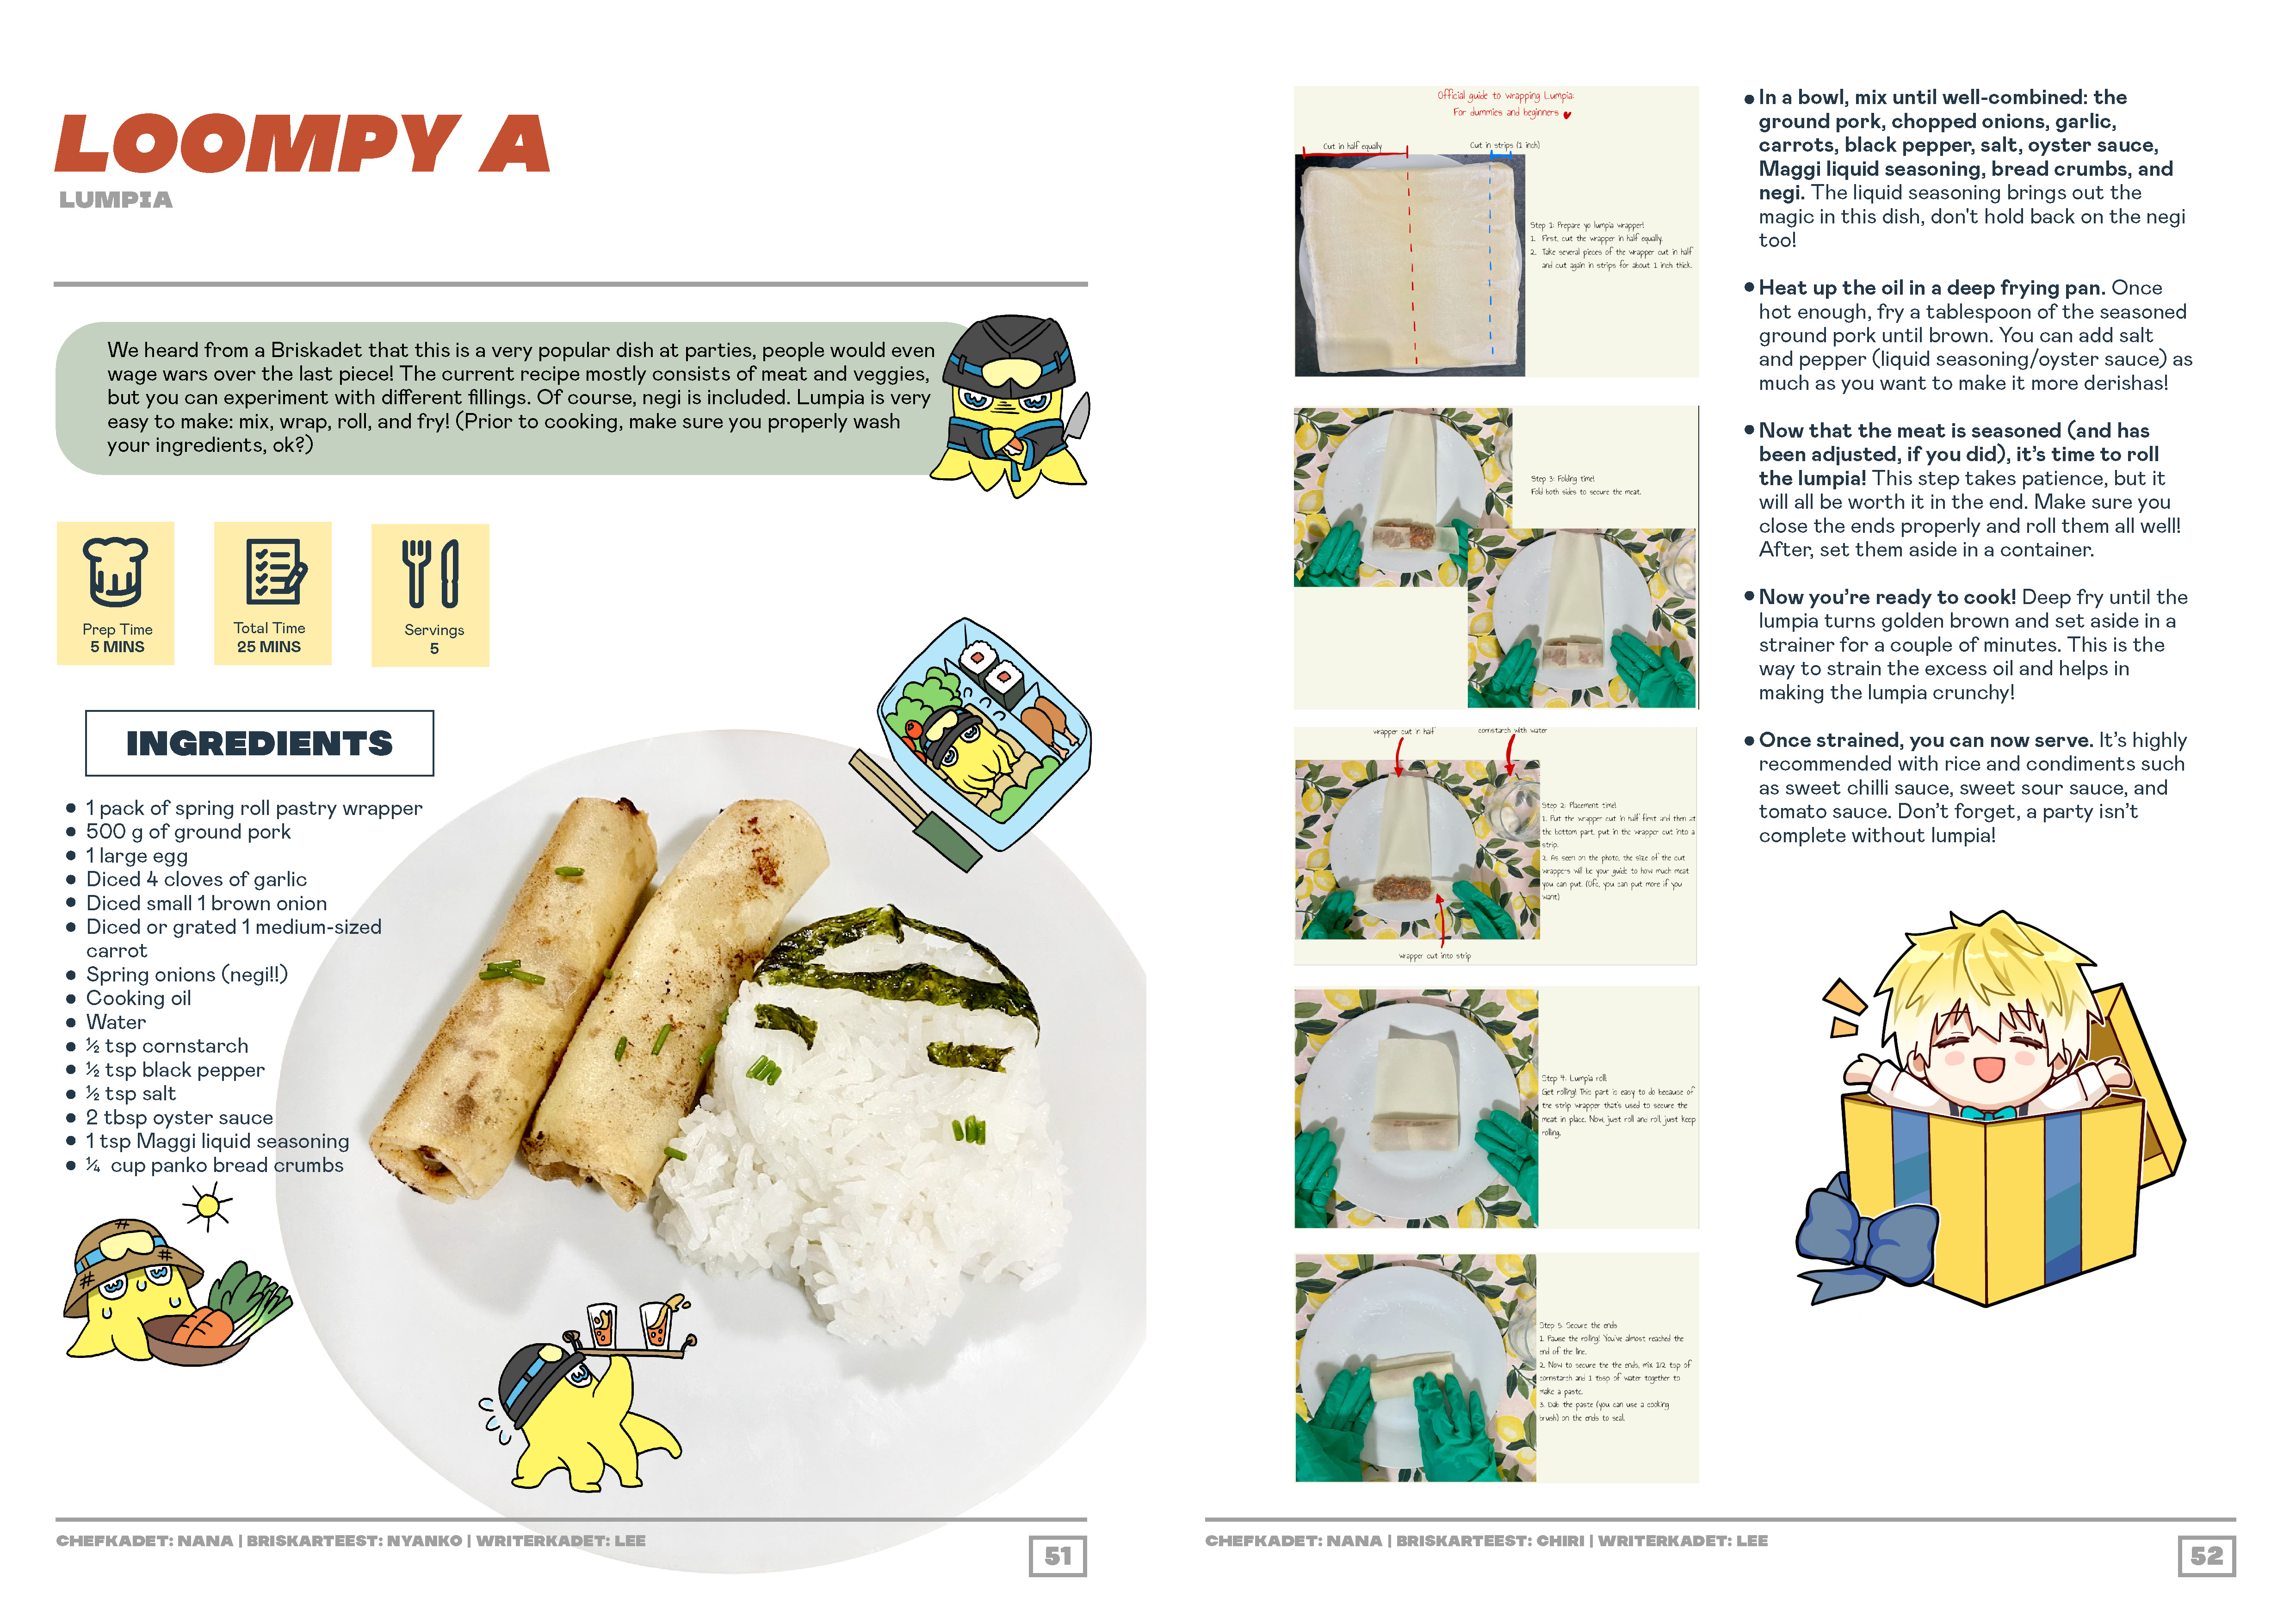 LOOMPY A
LUMPIA
We heard from a Briskadet that this is a very popular dish at parties, people would even
wage wars over the last piece! The current recipe mostly consists of meat and veggies,
but you can experiment with different fillings. Of course, negi is included. Lumpia is very
easy to make: mix, wrap, roll, and fry! (Prior to cooking, make sure you properly wash
your ingredients, ok?)
Prep Time
5 MINS
Total Time
25 MINS
Servings
5
INGREDIENTS
• 1 pack of spring roll pastry wrapper
• 500 g of ground pork
• 1 large egg
• Diced 4 cloves of garlic
• Diced small 1 brown onion
• Diced or grated 1 medium-sized
carrot
• Spring onions (negi!!)
• Cooking oil
• Water
• ½ tsp cornstarch
• ½ tsp black pepper
• ½ tsp salt
• 2 tbsp oyster sauce
• 1 tsp Maggi liquid seasoning
• ¼ cup panko bread crumbs
CHEFKADET: NANA | BRISKARTEEST: NYANKO | WRITERKADET: LEE
51
Official guide to wrapping Lumpia:
For dummies and beginners
Cut in half equally
Cut in strips (1 inch)
Step 1: Prepare yo lumpia wrapper!
1. First, cut the wrapper in half equally.
2. Take several pieces of the wrapper cut in half
and cut again in strips for about 1 inch thick.
Step 3: Folding time!
Fold both sides to secure the meat.
wrapper cut in half
cornstarch with water
Step 2: Placement time!
1. Put the wrapper cut in half first and then at
the bottom part, put in the wrapper cut into a
strip.
2. As seen on the photo, the size of the cut
wrappers will be your guide to how much meat
you can put. (Ofc, you can put more if you
want)
wrapper cut into strip
Step 4: Lumpia roll!
Get rolling! This part is easy to do because of
the strip wrapper that's used to secure the
meat in place. Now, just roll and roll, just keep
rolling.
Step 5: Secure the ends
1. Pause the rolling! You've almost reached the
end of the line.
2. Now to secure the the ends, mix 1/2 tsp of
cornstarch and 1 tbsp of water together to
make a paste.
3. Dab the paste (you can use a cooking
brush) on the ends to seal.
• In a bowl, mix until well-combined: the
ground pork, chopped onions, garlic,
carrots, black pepper, salt, oyster sauce,
Maggi liquid seasoning, bread crumbs, and
negi. The liquid seasoning brings out the
magic in this dish, don't hold back on the negi
too!
• Heat up the oil in a deep frying pan. Once
hot enough, fry a tablespoon of the seasoned
ground pork until brown. You can add salt
and pepper (liquid seasoning/oyster sauce) as
much as you want to make it more derishas!
• Now that the meat is seasoned (and has
been adjusted, if you did), it's time to roll
the lumpia! This step takes patience, but it
will all be worth it in the end. Make sure you
close the ends properly and roll them all well!
After, set them aside in a container.
• Now you're ready to cook! Deep fry until the
lumpia turns golden brown and set aside in a
strainer for a couple of minutes. This is the
way to strain the excess oil and helps in
making the lumpia crunchy!
• Once strained, you can now serve. It's highly
recommended with rice and condiments such
as sweet chilli sauce, sweet sour sauce, and
tomato sauce. Don't forget, a party isn't
complete without lumpia!
CHEFKADET: NANA | BRISKARTEEST: CHIRI | WRITERKADET: LEE
52